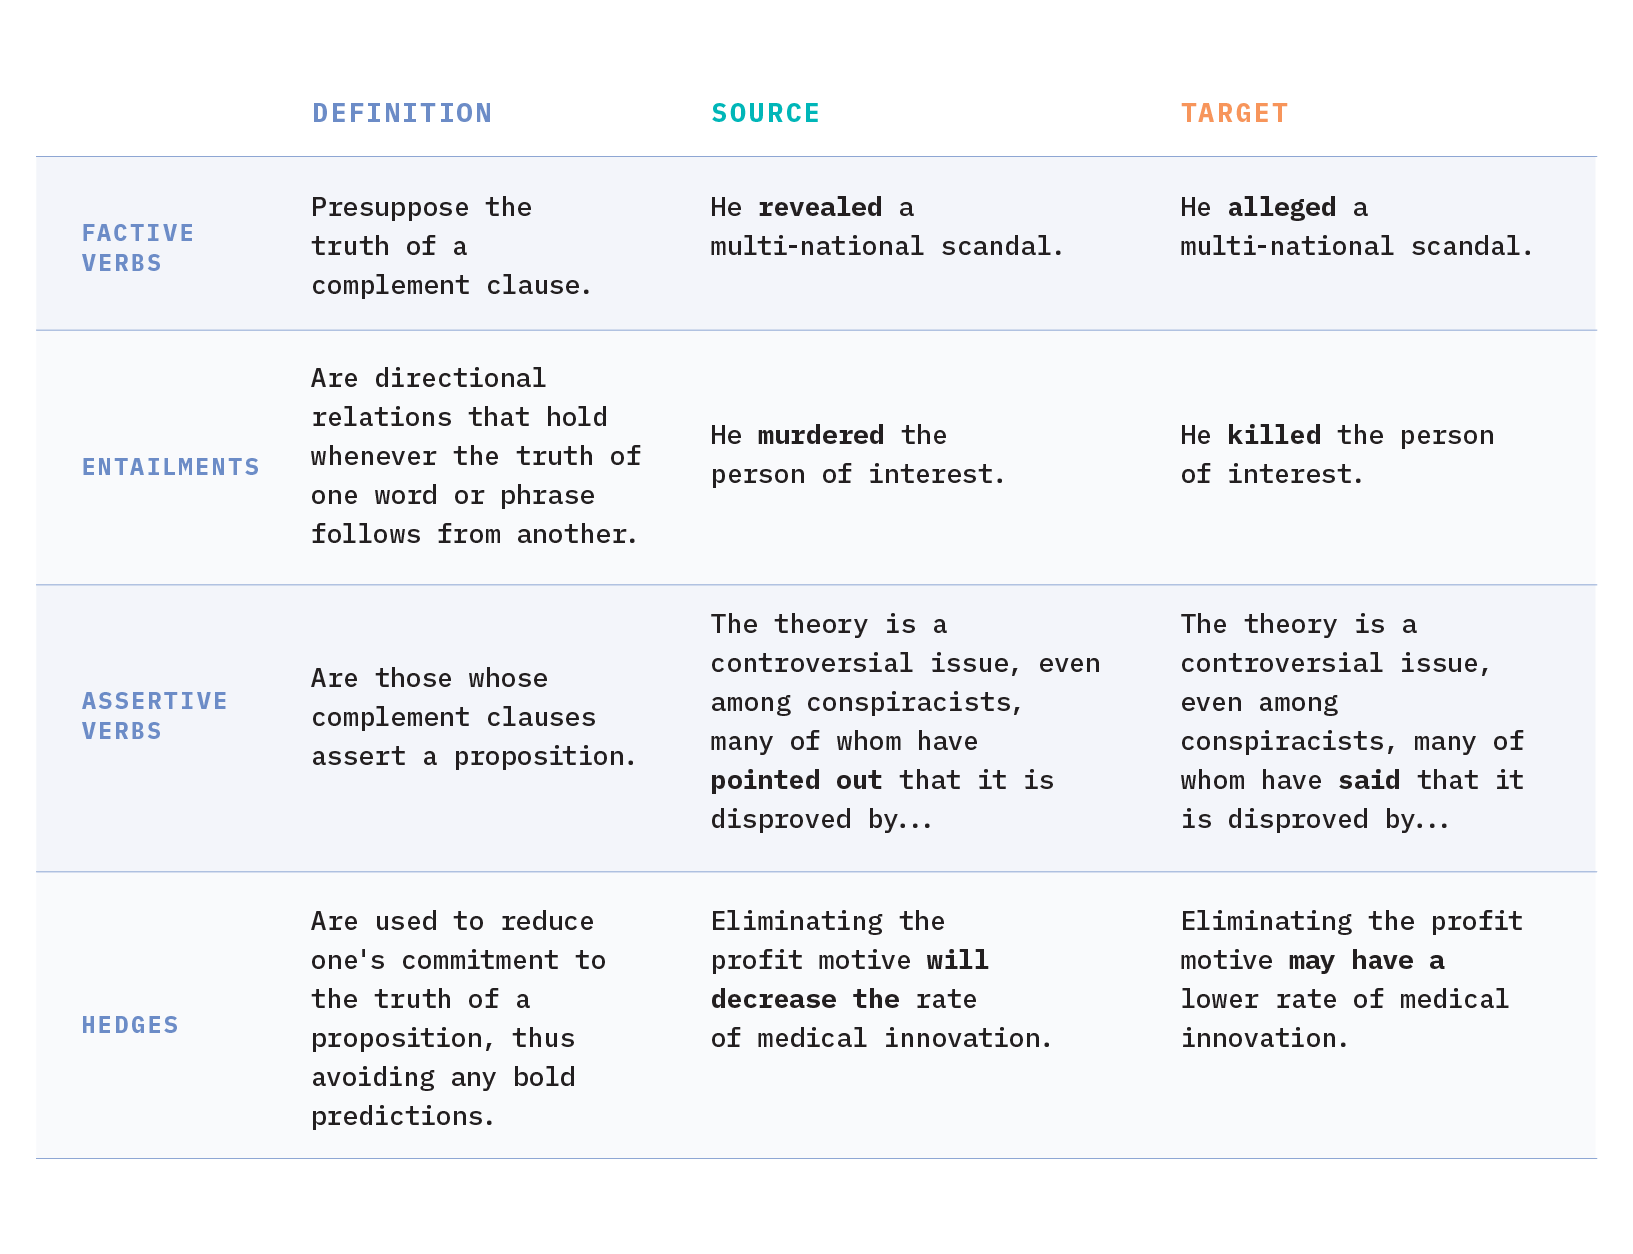 DEFINITION
SOURCE
TARGET
FACTIVE
VERBS
Presuppose the
truth of a
complement clause.
He revealed a
multi-national scandal.
He alleged a
multi-national scandal.
ENTAILMENTS
Are directional
relations that hold
whenever the truth of
one word or phrase
follows from another.
He murdered the
person of interest.
He killed the person
of interest.
ASSERTIVE
VERBS
Are those whose
complement clauses
assert a proposition.
The theory is a
controversial issue, even
among conspiracists,
many of whom have
pointed out that it is
disproved by...
The theory is a
controversial issue,
even among
conspiracists, many of
whom have said that it
is disproved by...
HEDGES
Are used to reduce
one's commitment to
the truth of a
proposition, thus
avoiding any bold
predictions.
Eliminating the
profit motive will
decrease the rate
of medical innovation.
Eliminating the profit
motive may have a
lower rate of medical
innovation.